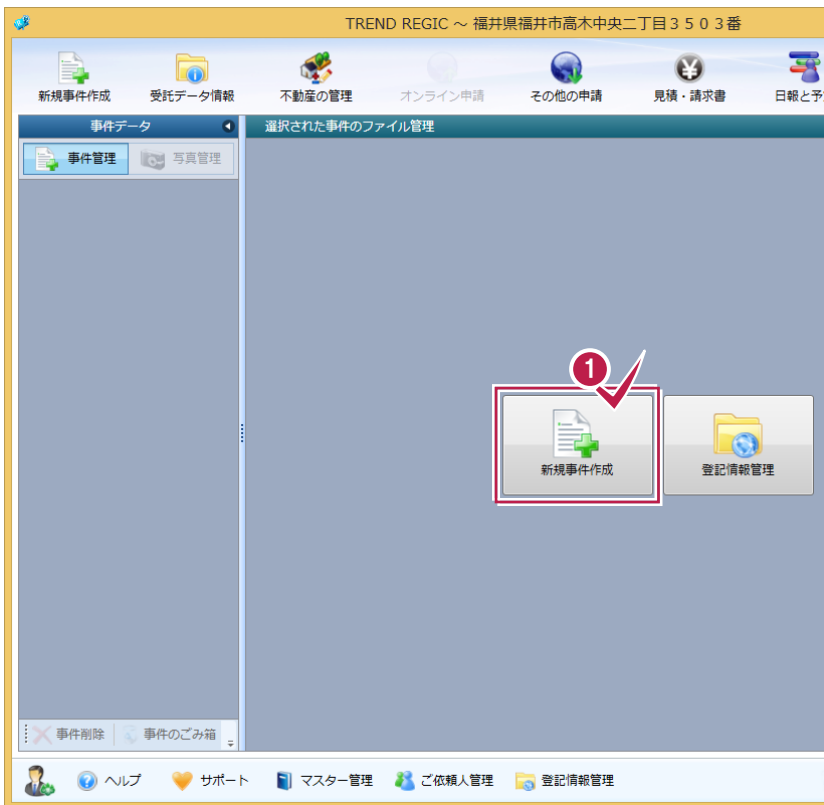 TREND REGIC ～ 福井県福井市高木中央二丁目３５０３番
新規事件作成 受託データ情報 不動産の管理 オンライン申請 その他の申請 見積・請求書 日報と予
事件データ 選択された事件のファイル管理
事件管理 写真管理
1
新規事件作成 登記情報管理
事件削除 事件のごみ箱
ヘルプ サポート マスター管理 ご依頼人管理 登記情報管理